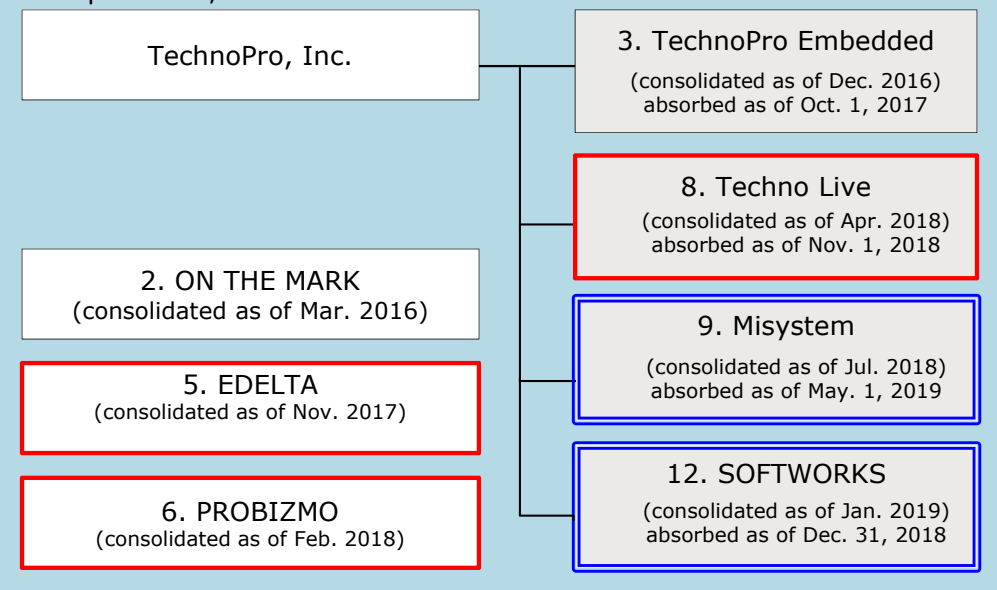 TechnoPro, Inc.
3. TechnoPro Embedded
(consolidated as of Dec. 2016)
absorbed as of Oct. 1, 2017
8. Techno Live
(consolidated as of Apr. 2018)
absorbed as of Nov. 1, 2018
2. ON THE MARK
(consolidated as of Mar. 2016)
9. Misystem
(consolidated as of Jul. 2018)
absorbed as of May. 1, 2019
5. EDELTA
(consolidated as of Nov. 2017)
12. SOFTWORKS
(consolidated as of Jan. 2019)
absorbed as of Dec. 31, 2018
6. PROBIZMO
(consolidated as of Feb. 2018)